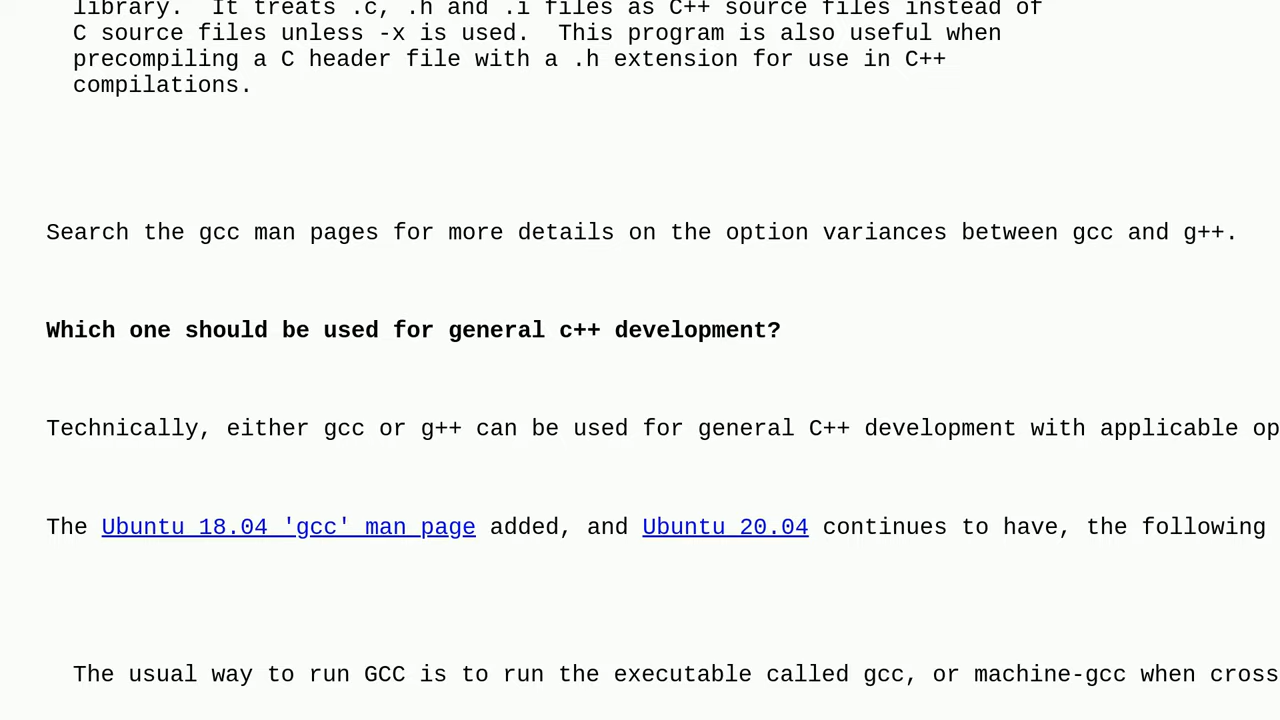 library.  It treats .c, .h and .i files as C++ source files instead of
C source files unless -x is used.  This program is also useful when
precompiling a C header file with a .h extension for use in C++
compilations.
Search the gcc man pages for more details on the option variances between gcc and g++.
Which one should be used for general c++ development?
Technically, either gcc or g++ can be used for general C++ development with applicable op
The Ubuntu 18.04 'gcc' man page added, and Ubuntu 20.04 continues to have, the following
The usual way to run GCC is to run the executable called gcc, or machine-gcc when cross